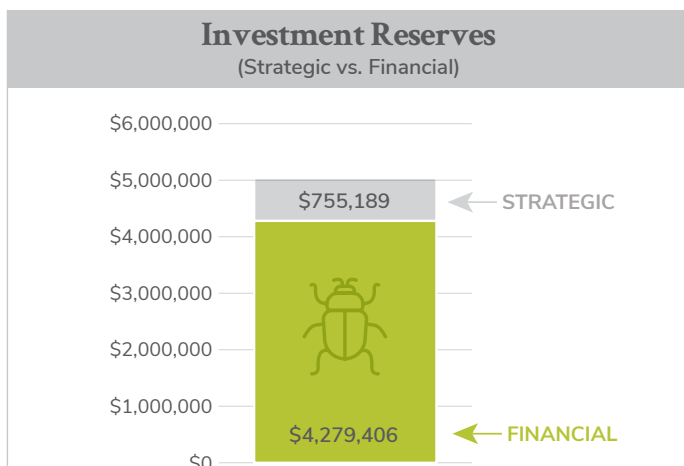 Investment Reserves
(Strategic vs. Financial)
$6,000,000
$5,000,000
$755,189
STRATEGIC
$4,000,000
$3,000,000
$2,000,000
$1,000,000
$4,279,406
FINANCIAL
$0